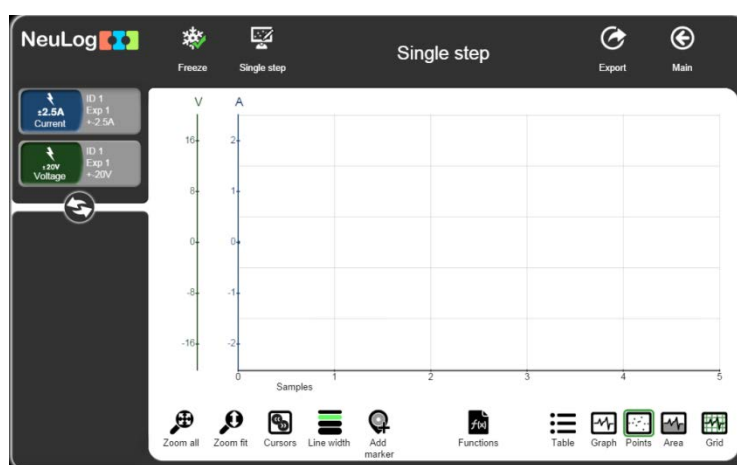 NeuLog
Freeze
Single step
Single step
Export
Main
±2.5A
Current
ID 1
Exp 1
+-2.5A
±20V
Voltage
ID 1
Exp 1
+-20V
V A
16 2
8 1
0 0
-8 -1
-16 -2
0 1 2 3 4 5
Samples
Zoom all
Zoom fit
Cursors
Line width
Add
marker
f(x)
Functions
Table
Graph
Points
Area
Grid